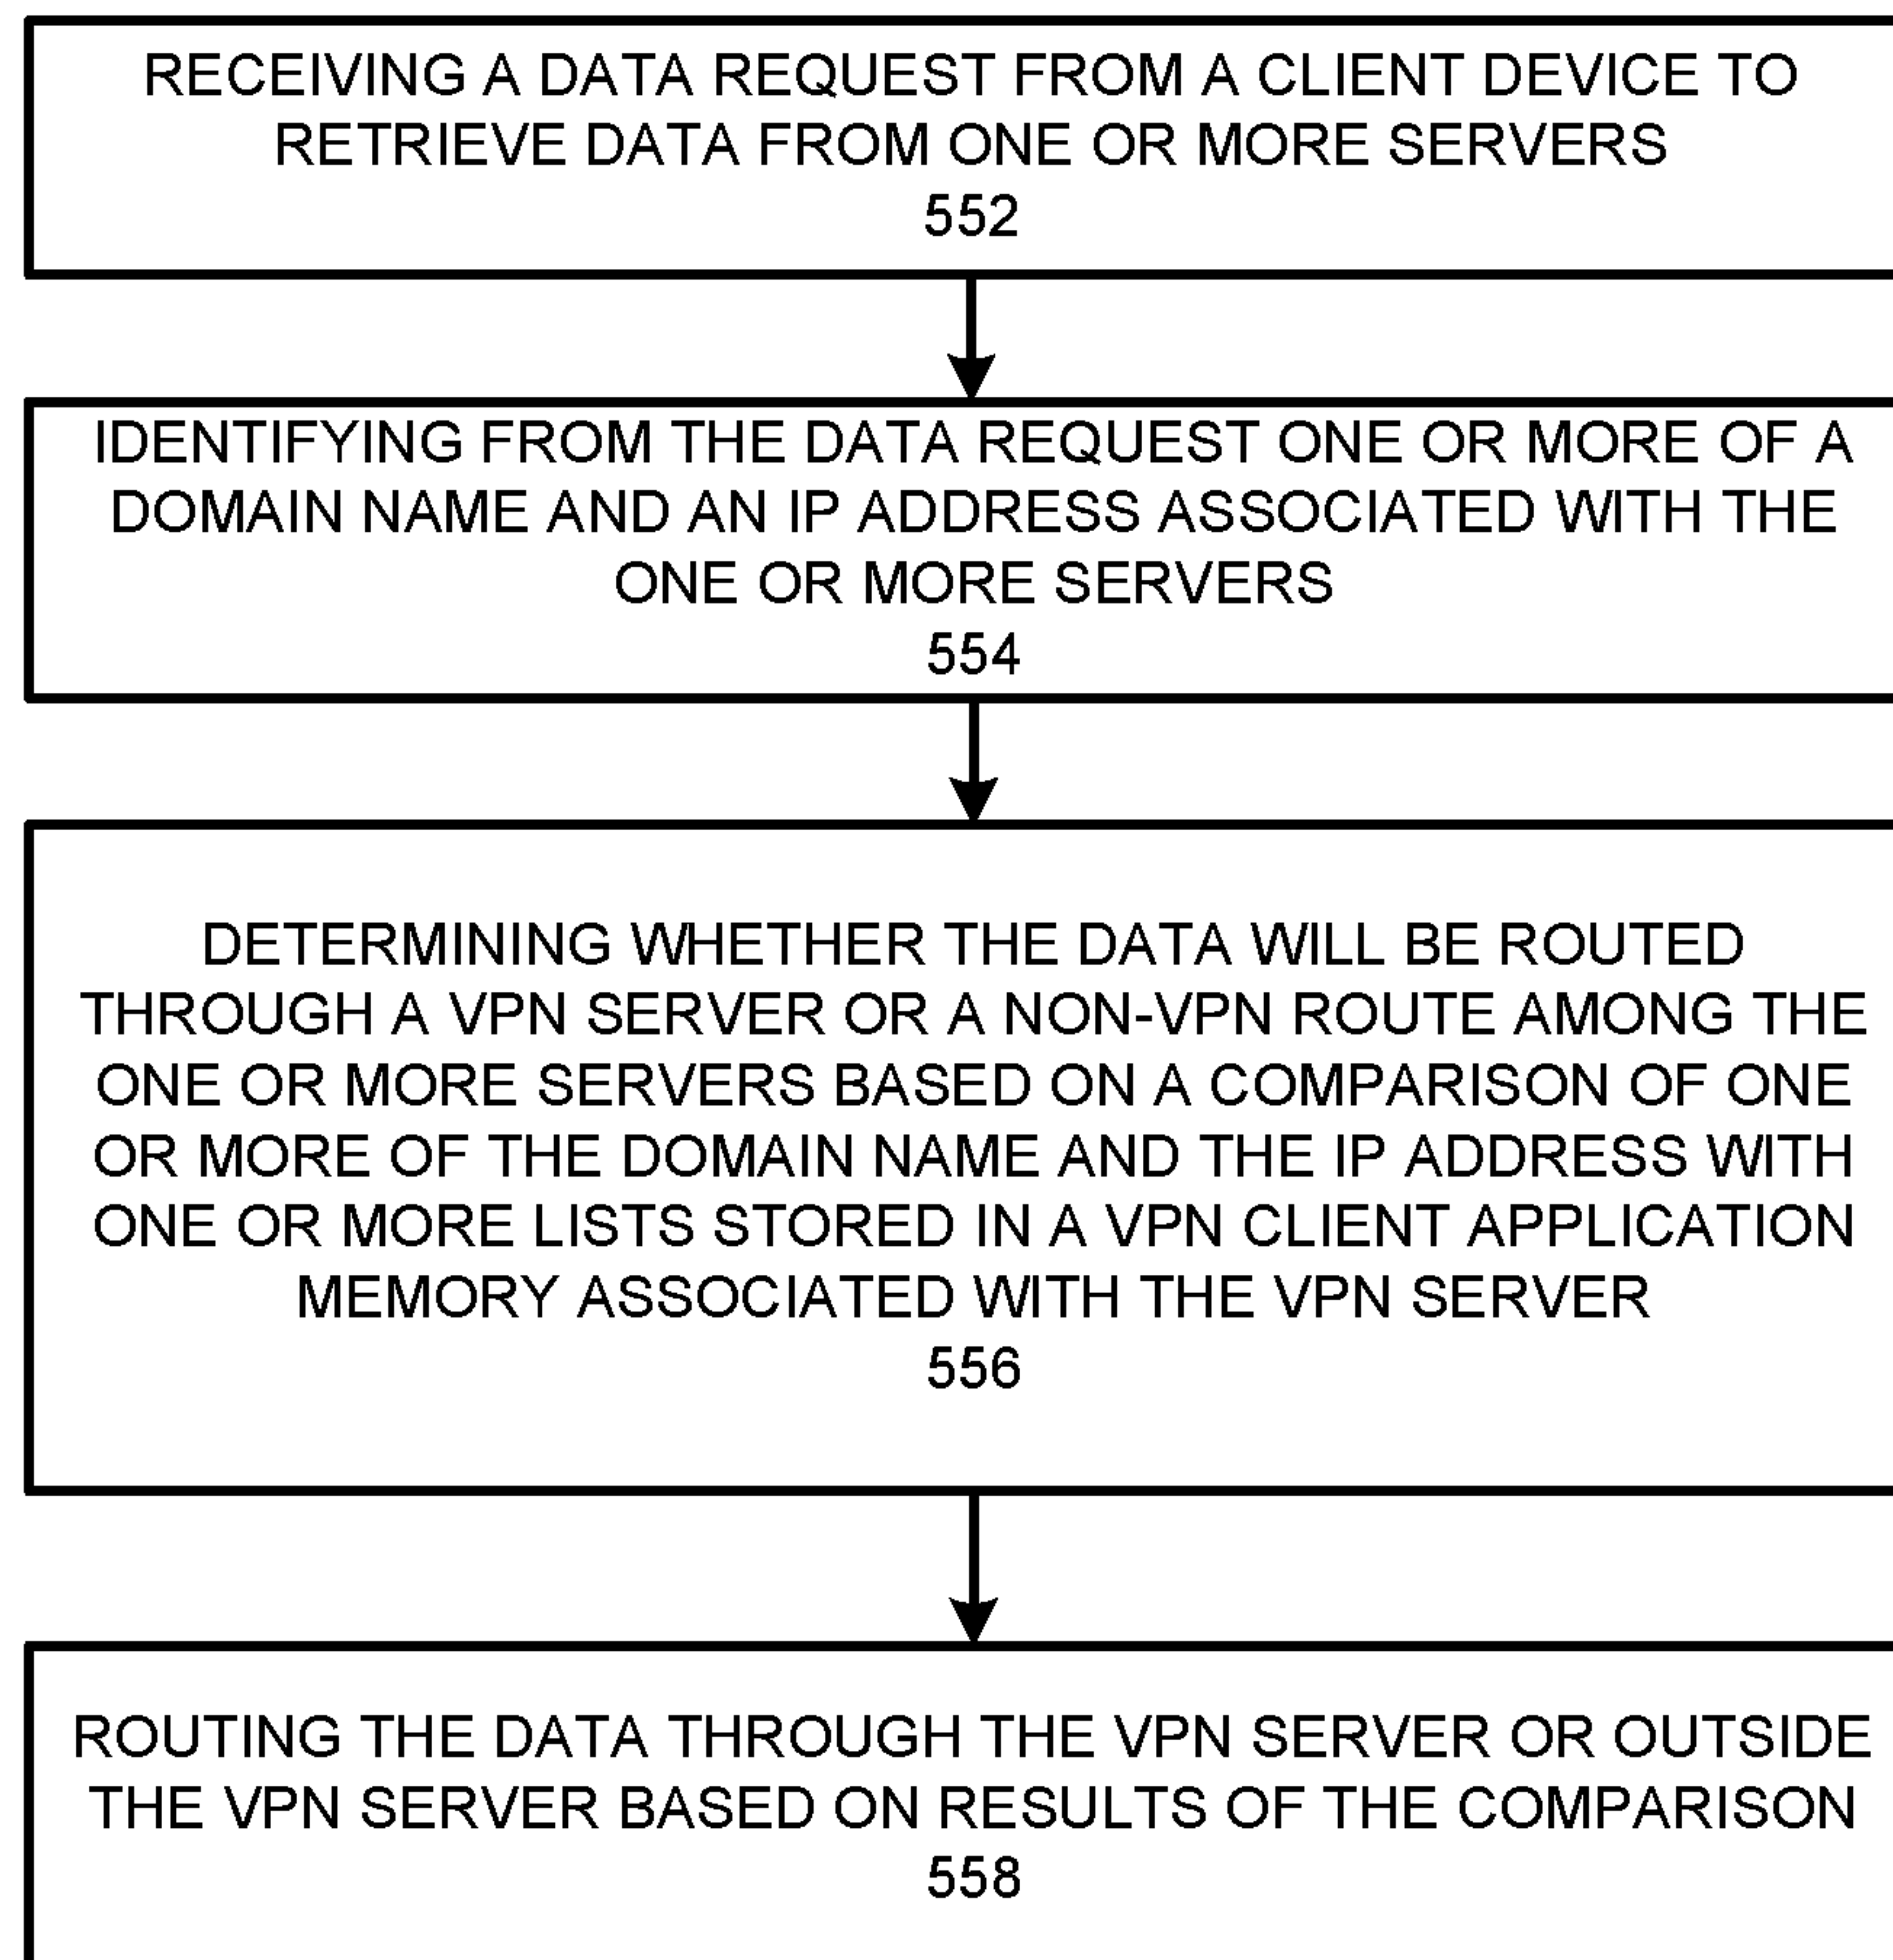 RECEIVING A DATA REQUEST FROM A CLIENT DEVICE TO
RETRIEVE DATA FROM ONE OR MORE SERVERS
552
IDENTIFYING FROM THE DATA REQUEST ONE OR MORE OF A
DOMAIN NAME AND AN IP ADDRESS ASSOCIATED WITH THE
ONE OR MORE SERVERS
554
DETERMINING WHETHER THE DATA WILL BE ROUTED
THROUGH A VPN SERVER OR A NON-VPN ROUTE AMONG THE
ONE OR MORE SERVERS BASED ON A COMPARISON OF ONE
OR MORE OF THE DOMAIN NAME AND THE IP ADDRESS WITH
ONE OR MORE LISTS STORED IN A VPN CLIENT APPLICATION
MEMORY ASSOCIATED WITH THE VPN SERVER
556
ROUTING THE DATA THROUGH THE VPN SERVER OR OUTSIDE
THE VPN SERVER BASED ON RESULTS OF THE COMPARISON
558